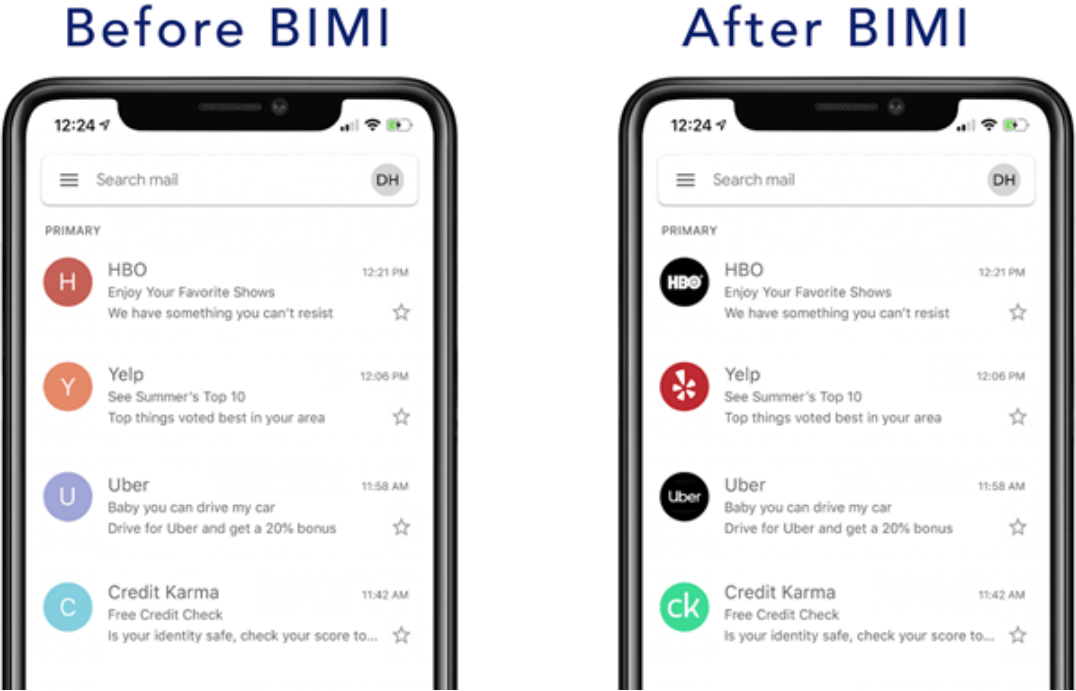 Before BIMI
12:24
Search mail
DH
PRIMARY
H
HBO
12:21 PM
Enjoy Your Favorite Shows
We have something you can't resist
Y
Yelp
12:06 PM
See Summer's Top 10
Top things voted best in your area
U
Uber
11:58 AM
Baby you can drive my car
Drive for Uber and get a 20% bonus
C
Credit Karma
11:42 AM
Free Credit Check
Is your identity safe, check your score to...
After BIMI
12:24
Search mail
DH
PRIMARY
HBO
HBO
12:21 PM
Enjoy Your Favorite Shows
We have something you can't resist
Yelp
12:06 PM
See Summer's Top 10
Top things voted best in your area
Uber
Uber
11:58 AM
Baby you can drive my car
Drive for Uber and get a 20% bonus
ck
Credit Karma
11:42 AM
Free Credit Check
Is your identity safe, check your score to...